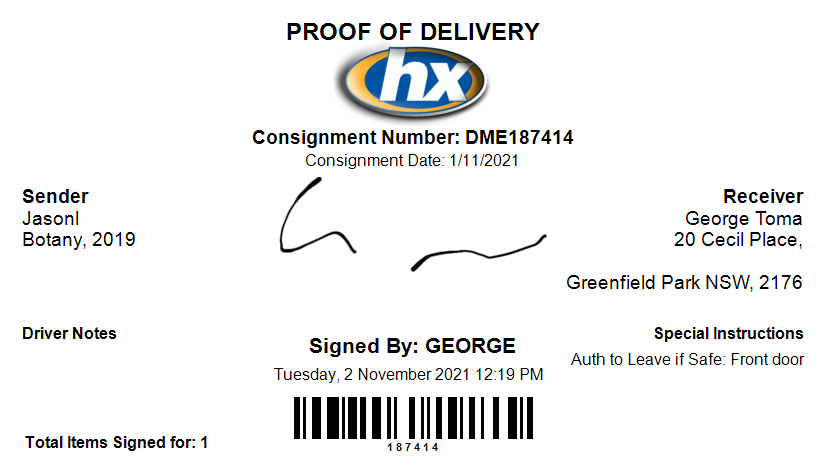 PROOF OF DELIVERY
hx
Consignment Number: DME187414
Consignment Date: 1/11/2021
Sender
JasonI
Botany, 2019
Receiver
George Toma
20 Cecil Place,
Greenfield Park NSW, 2176
Driver Notes
Signed By: GEORGE
Tuesday, 2 November 2021 12:19 PM
Special Instructions
Auth to Leave if Safe: Front door
187414
Total Items Signed for: 1